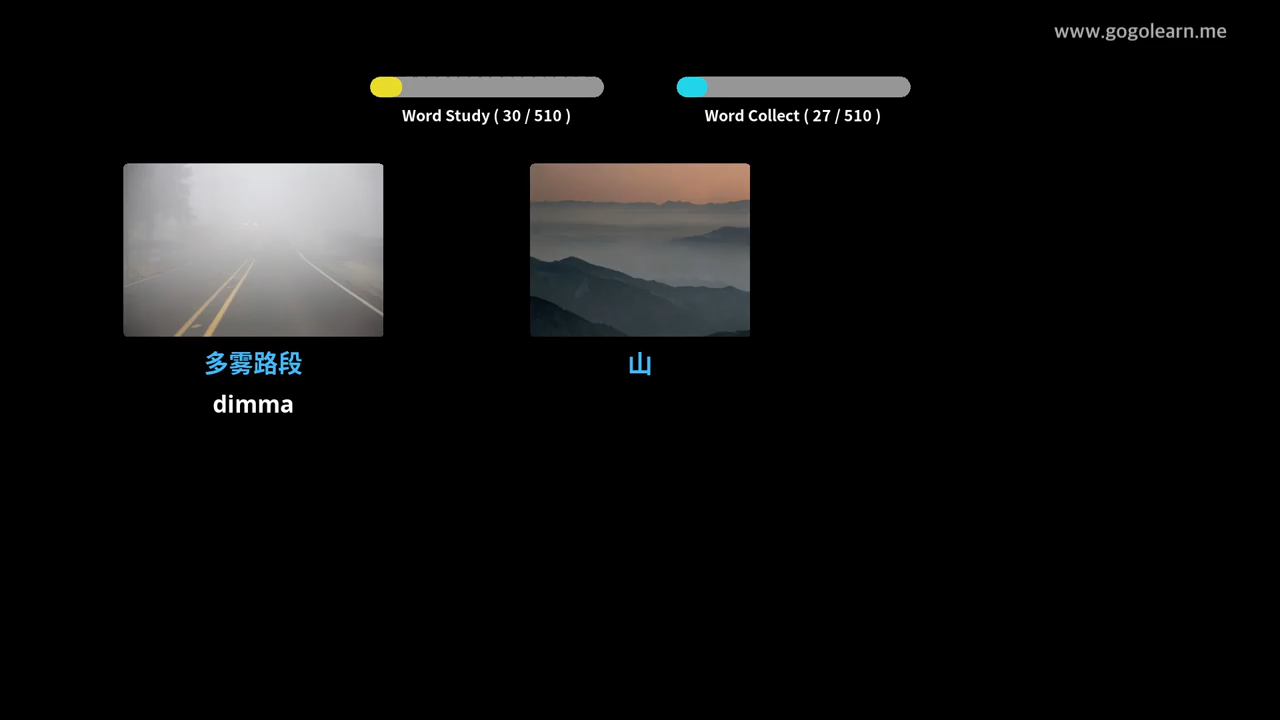 www.gogolearn.me
Word Study ( 30 / 510 )
Word Collect ( 27 / 510 )
多雾路段
dimma
山